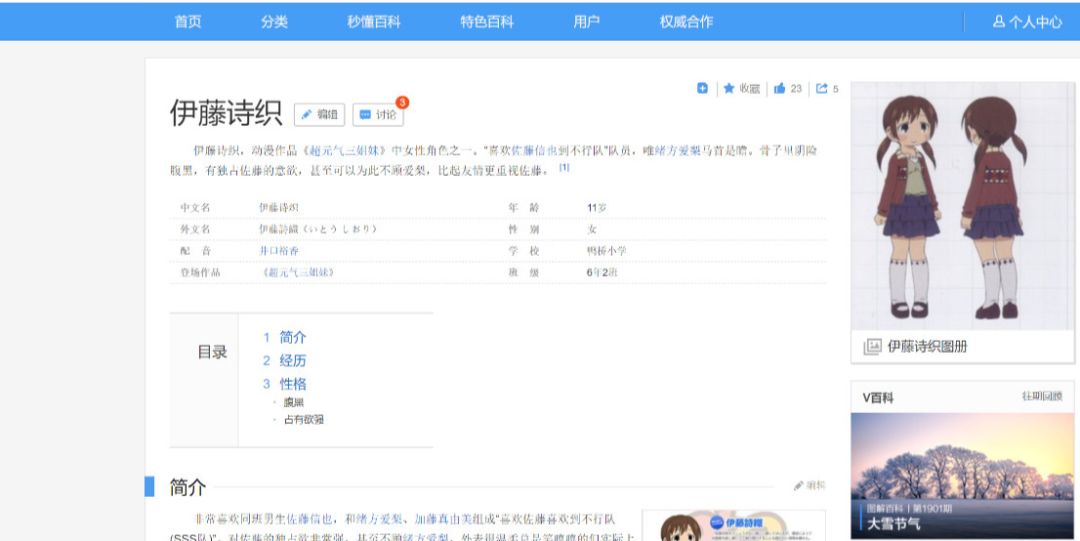 首页 分类 秒懂百科 特色百科 用户 权威合作 个人中心
收藏 23 5
伊藤诗织 编辑 讨论 3
伊藤诗织,动漫作品《超元气三姐妹》中女性角色之一。“喜欢佐藤信也到不行队”队员,唯绪方爱梨马首是瞻。骨子里阴险
腹黑,有独占佐藤的意欲,甚至可以为此不顾爱梨,比起友情更重视佐藤。 [1]
中文名 伊藤诗织 年 龄 11岁
外文名 伊藤詩織(いとう しおり) 性 别 女
配 音 井口裕香 学 校 鸭桥小学
登场作品 《超元气三姐妹》 班 级 6年2班
伊藤诗织图册
目录
1 简介
2 经历
3 性格
· 腹黑
· 占有欲强
V百科 往期回顾
图解百科 | 第1901期
大雪节气
简介 编辑
非常喜欢同班男生佐藤信也,和绪方爱梨、加藤真由美组成“喜欢佐藤喜欢到不行队
(SSS队)”。对佐藤的独占欲非常强,甚至不顾绪方爱梨。外表很温柔总是笑嘻嘻的但实际上
伊藤詩織